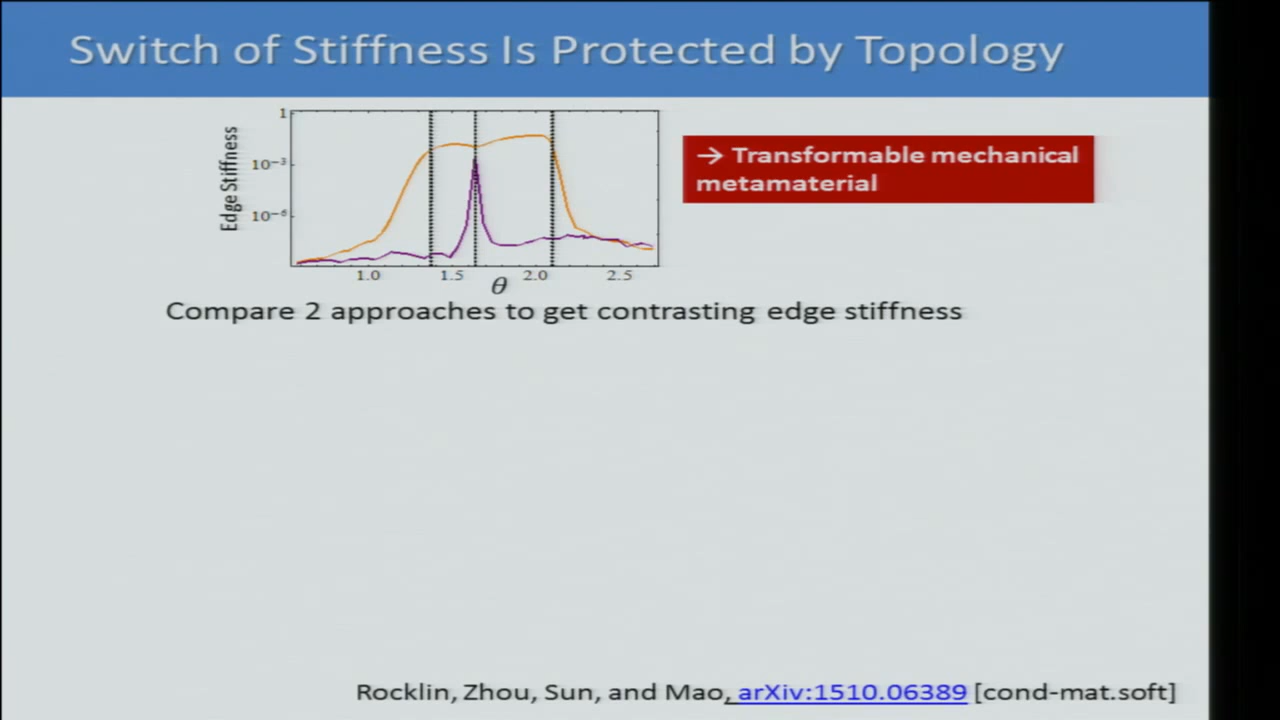 Switch of Stiffness Is Protected by Topology
1
10⁻³
10⁻⁶
Edge Stiffness
1.0 1.5 2.0 2.5
θ
→ Transformable mechanical
metamaterial
Compare 2 approaches to get contrasting edge stiffness
Rocklin, Zhou, Sun, and Mao, arXiv:1510.06389 [cond-mat.soft]